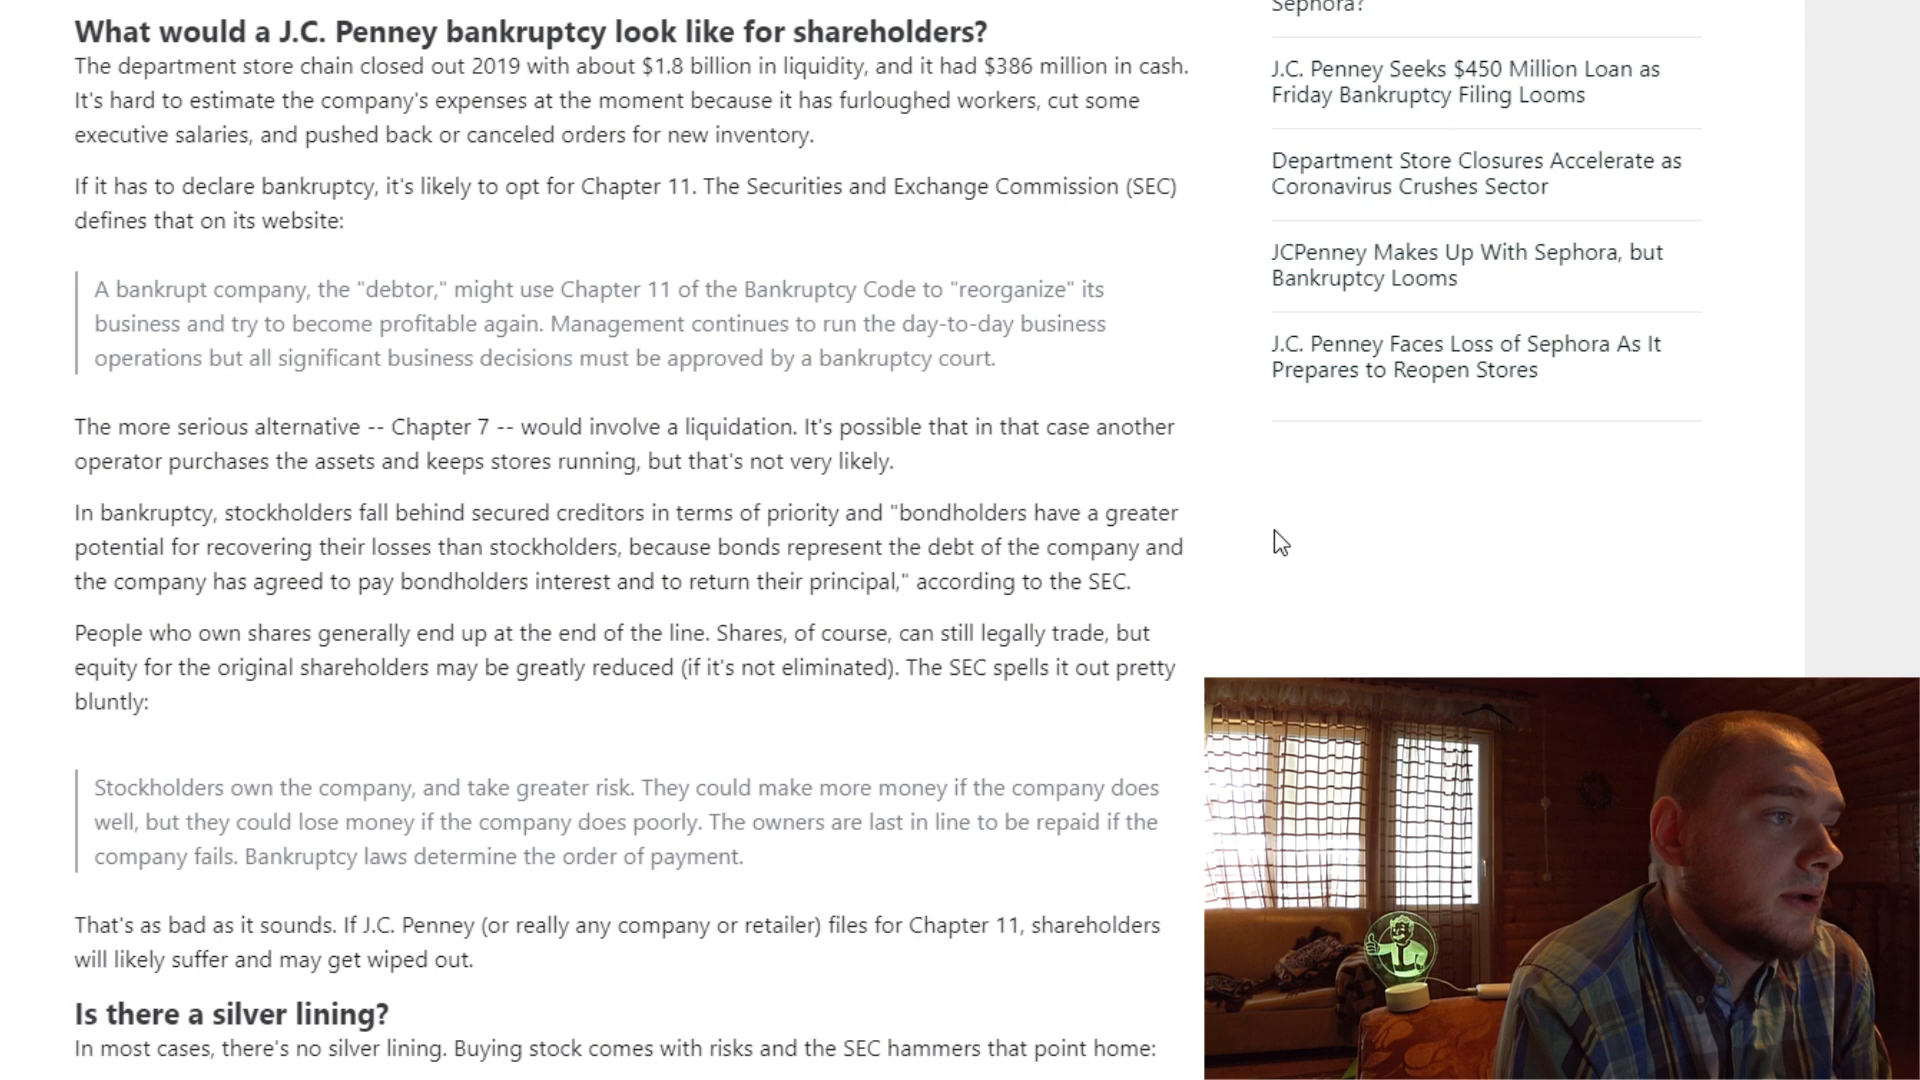 What would a J.C. Penney bankruptcy look like for shareholders?
The department store chain closed out 2019 with about $1.8 billion in liquidity, and it had $386 million in cash.
It's hard to estimate the company's expenses at the moment because it has furloughed workers, cut some
executive salaries, and pushed back or canceled orders for new inventory.
If it has to declare bankruptcy, it's likely to opt for Chapter 11. The Securities and Exchange Commission (SEC)
defines that on its website:
A bankrupt company, the "debtor," might use Chapter 11 of the Bankruptcy Code to "reorganize" its
business and try to become profitable again. Management continues to run the day-to-day business
operations but all significant business decisions must be approved by a bankruptcy court.
The more serious alternative -- Chapter 7 -- would involve a liquidation. It's possible that in that case another
operator purchases the assets and keeps stores running, but that's not very likely.
In bankruptcy, stockholders fall behind secured creditors in terms of priority and "bondholders have a greater
potential for recovering their losses than stockholders, because bonds represent the debt of the company and
the company has agreed to pay bondholders interest and to return their principal," according to the SEC.
People who own shares generally end up at the end of the line. Shares, of course, can still legally trade, but
equity for the original shareholders may be greatly reduced (if it's not eliminated). The SEC spells it out pretty
bluntly:
Stockholders own the company, and take greater risk. They could make more money if the company does
well, but they could lose money if the company does poorly. The owners are last in line to be repaid if the
company fails. Bankruptcy laws determine the order of payment.
That's as bad as it sounds. If J.C. Penney (or really any company or retailer) files for Chapter 11, shareholders
will likely suffer and may get wiped out.
Is there a silver lining?
In most cases, there's no silver lining. Buying stock comes with risks and the SEC hammers that point home:
Sephora?
J.C. Penney Seeks $450 Million Loan as
Friday Bankruptcy Filing Looms
Department Store Closures Accelerate as
Coronavirus Crushes Sector
JCPenney Makes Up With Sephora, but
Bankruptcy Looms
J.C. Penney Faces Loss of Sephora As It
Prepares to Reopen Stores